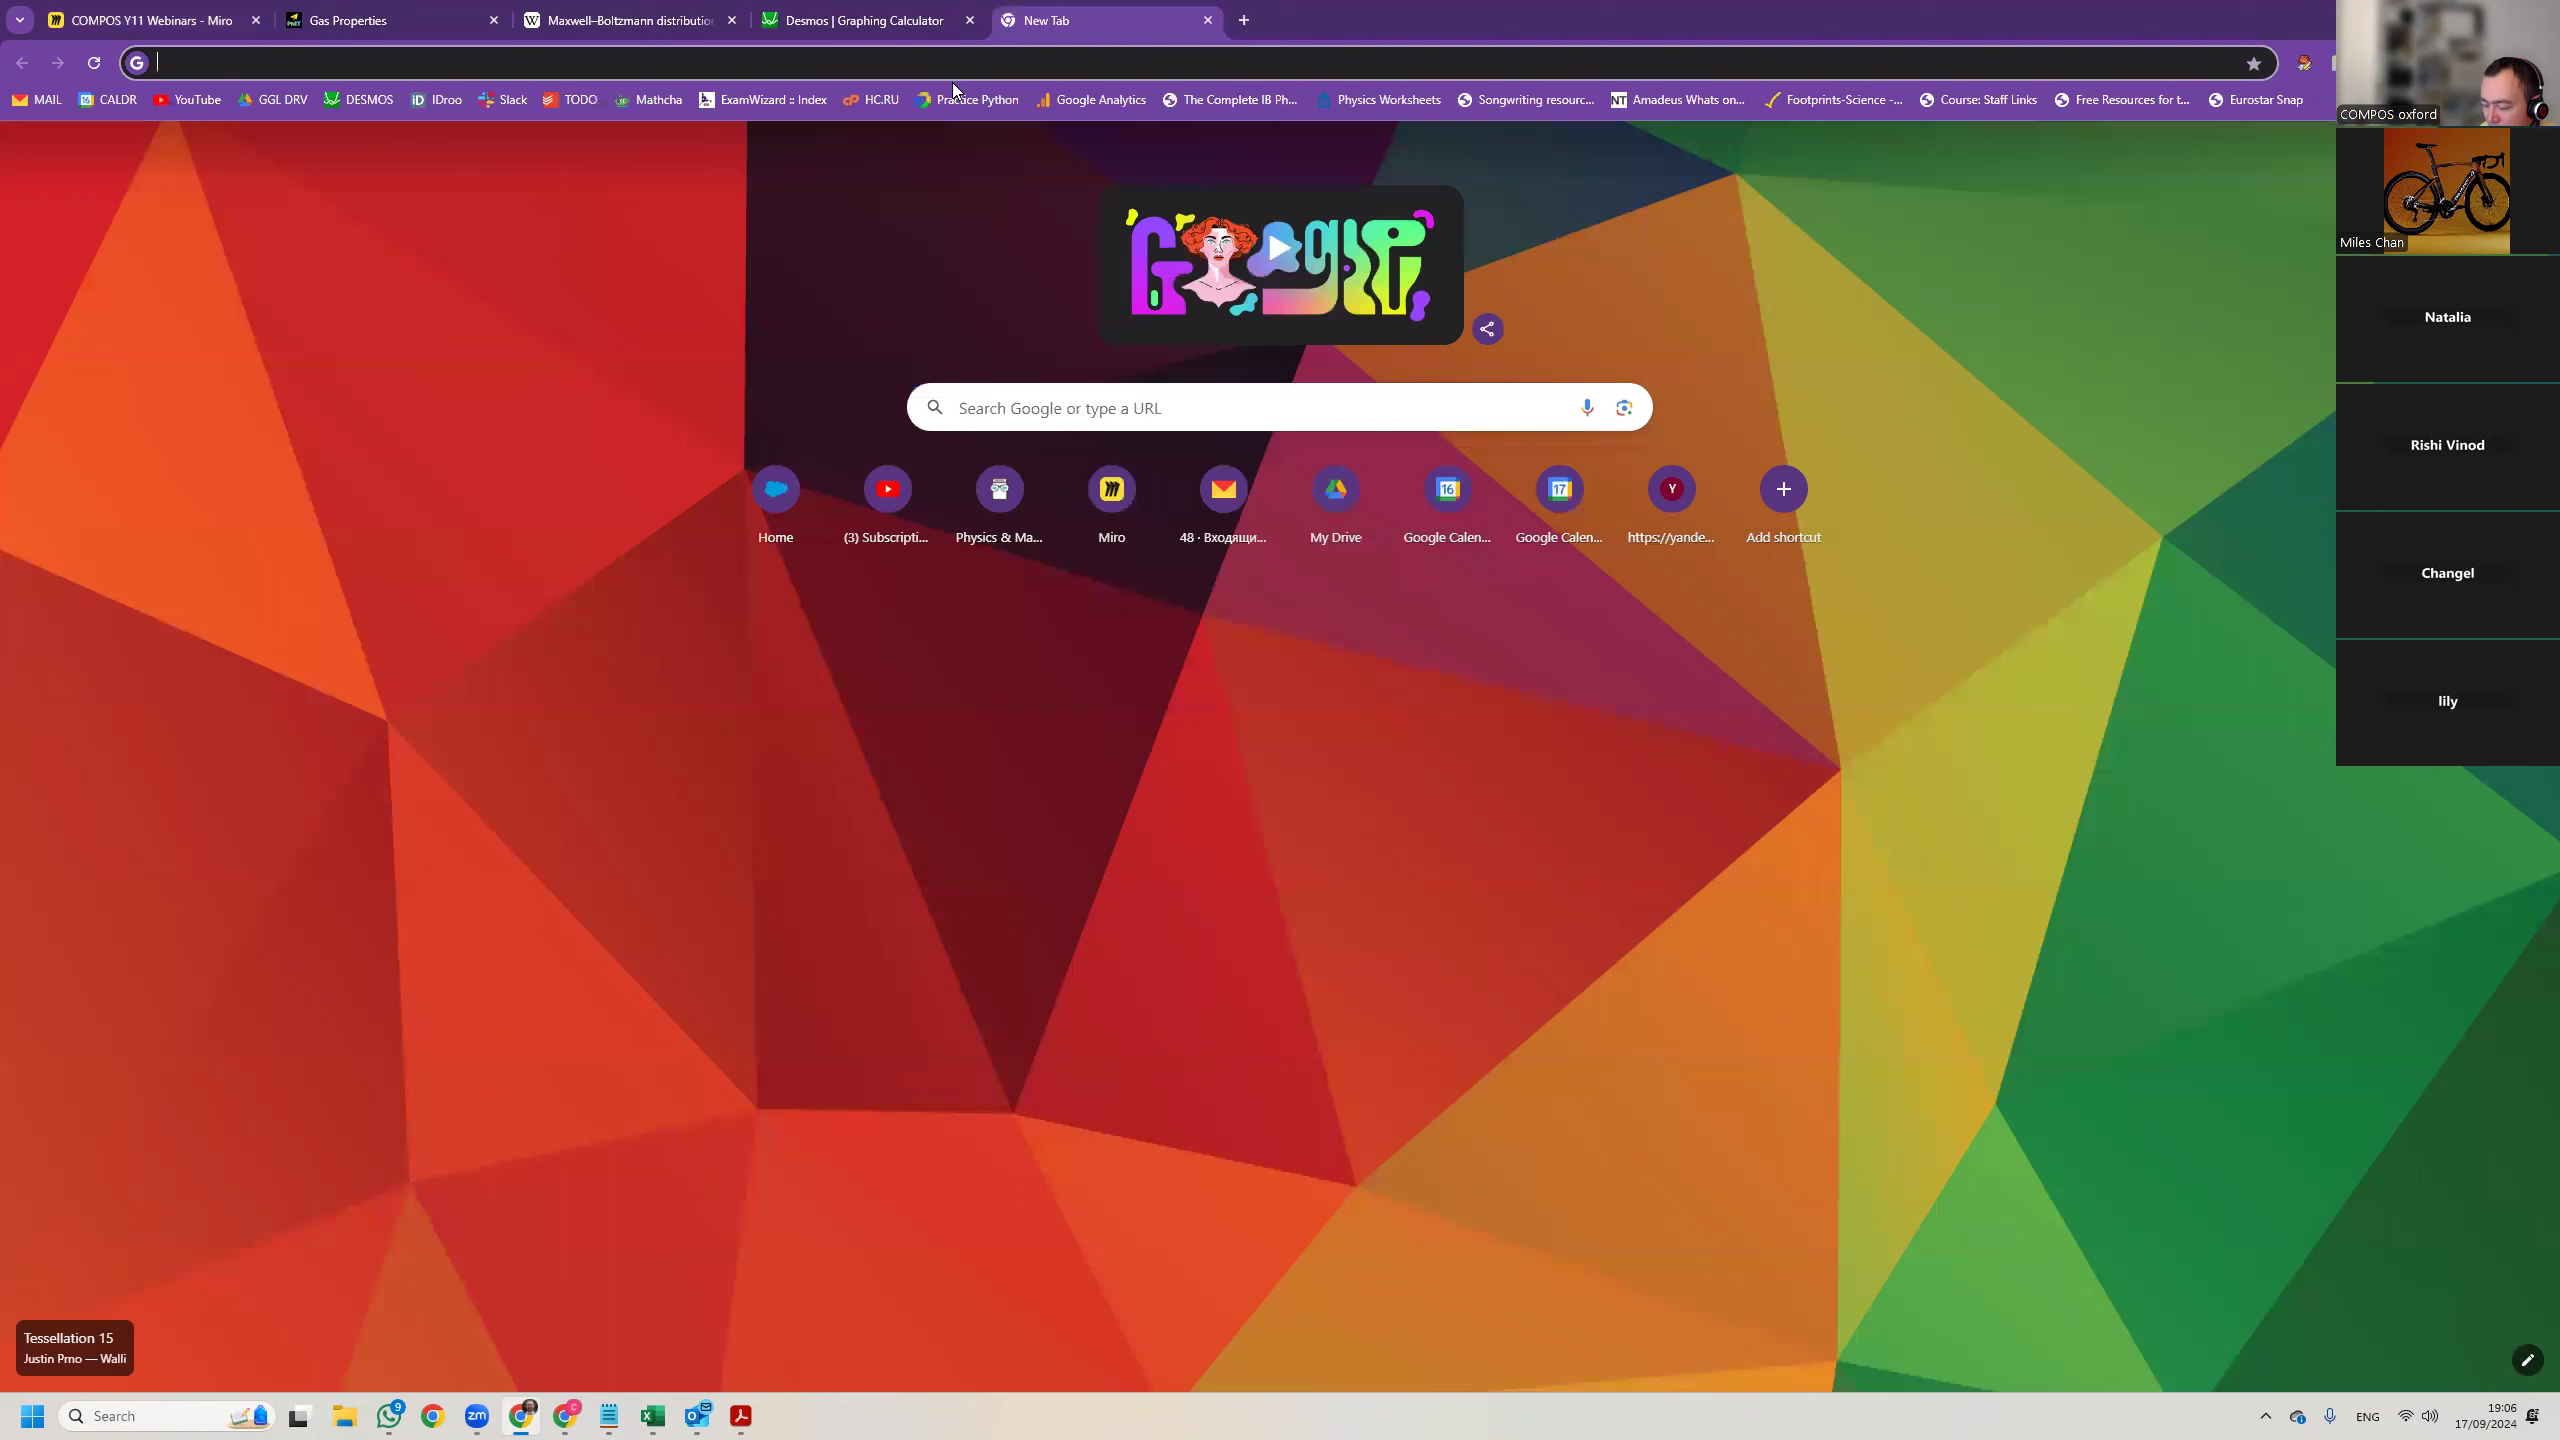 COMPOS Y11 Webinars - Miro
Gas Properties
Maxwell–Boltzmann distribution
Desmos | Graphing Calculator
New Tab
MAIL
CALDR
YouTube
GGL DRV
DESMOS
IDroo
Slack
TODO
Mathcha
ExamWizard :: Index
HC.RU
Practice Python
Google Analytics
The Complete IB Ph...
Physics Worksheets
Songwriting resourc...
Amadeus Whats on...
Footprints-Science -...
Course: Staff Links
Free Resources for t...
Eurostar Snap
COMPOS oxford
Miles Chan
Natalia
Rishi Vinod
Changel
lily
Search Google or type a URL
Home
(3) Subscripti...
Physics & Ma...
Miro
48 · Входящи...
My Drive
Google Calen...
Google Calen...
https://yande...
Add shortcut
16
17
Y
Tessellation 15
Justin Prno — Walli
Search
9
zm
ENG
19:06
17/09/2024